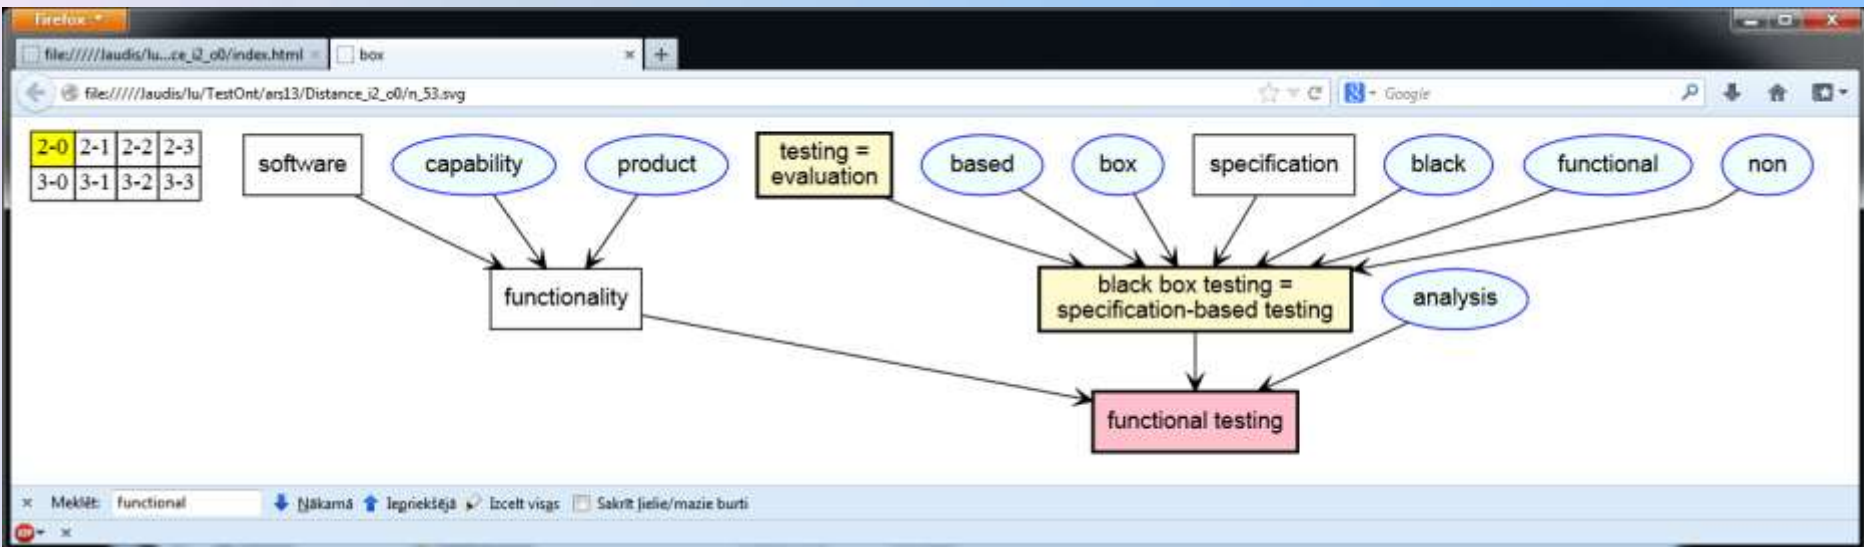 Firefox
file://///laudis/lu...ce_i2_o0/index.html
box
file://///laudis/lu/TestOnt/ars13/Distance_i2_o0/n_53.svg
Google
2-0 2-1 2-2 2-3
3-0 3-1 3-2 3-3
software
capability
product
testing =
evaluation
based
box
specification
black
functional
non
functionality
black box testing =
specification-based testing
analysis
functional testing
× Meklēt: functional Nākamā Iepriekšējā Izcelt visas Sakrīt lielie/mazie burti
ABP